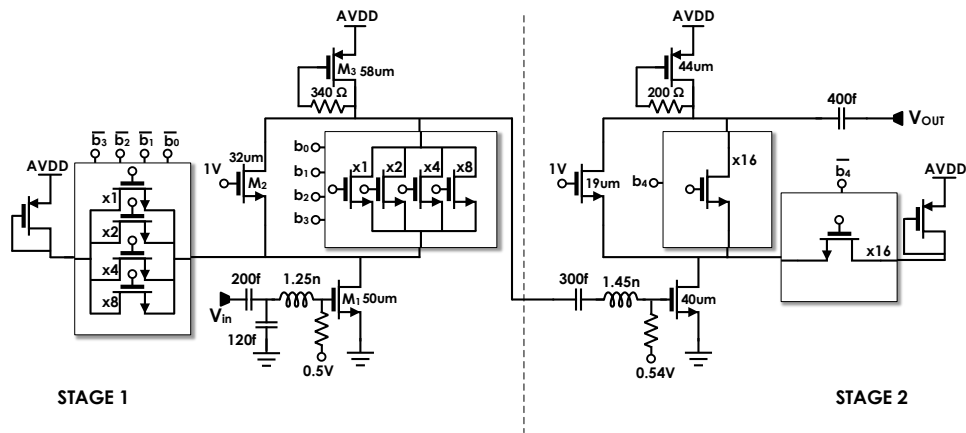 AVDD
M3 58um
340 Ω
b̅3 b̅2 b̅1 b̅0
AVDD
x1
x2
x4
x8
1V
32um
M2
b0
b1
b2
b3
x1 x2 x4 x8
200f
1.25n
M1 50um
Vin
120f
0.5V
STAGE 1
AVDD
44um
200 Ω
400f
VOUT
1V
19um
b4
x16
b̅4
AVDD
x16
300f
1.45n
40um
0.54V
STAGE 2